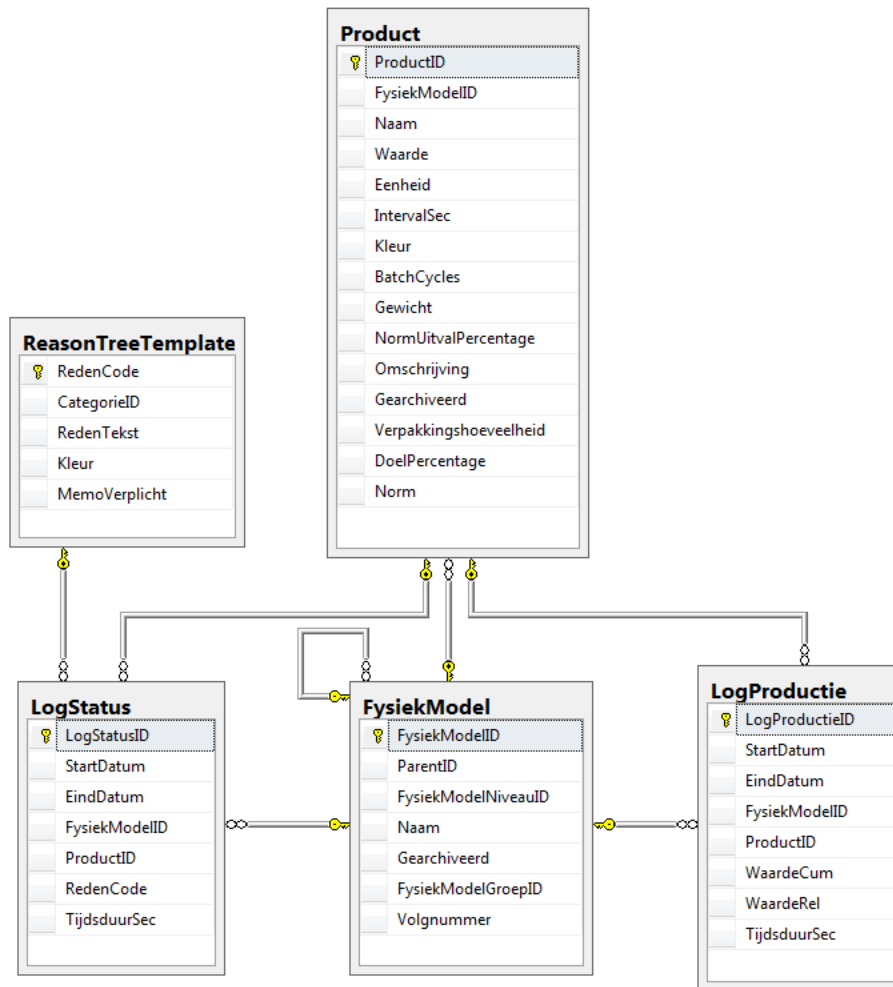 Product
ProductID
FysiekModelID
Naam
Waarde
Eenheid
IntervalSec
Kleur
BatchCycles
Gewicht
NormUitvalPercentage
Omschrijving
Gearchiveerd
Verpakkingshoeveelheid
DoelPercentage
Norm
ReasonTreeTemplate
RedenCode
CategorieID
RedenTekst
Kleur
MemoVerplicht
LogStatus
LogStatusID
StartDatum
EindDatum
FysiekModelID
ProductID
RedenCode
TijdsduurSec
FysiekModel
FysiekModelID
ParentID
FysiekModelNiveauID
Naam
Gearchiveerd
FysiekModelGroepID
Volgnummer
LogProductie
LogProductieID
StartDatum
EindDatum
FysiekModelID
ProductID
WaardeCum
WaardeRel
TijdsduurSec